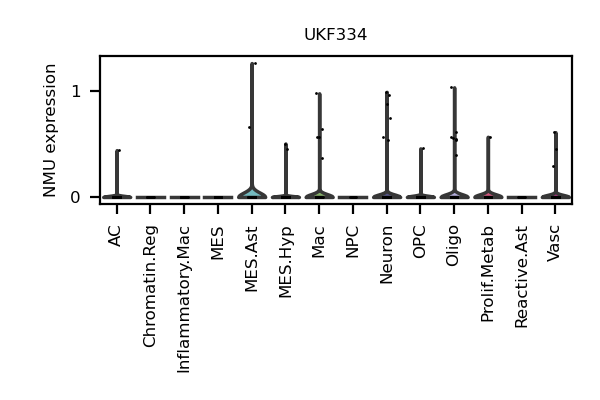 UKF334
NMU expression
1
0
AC
Chromatin.Reg
Inflammatory.Mac
MES
MES.Ast
MES.Hyp
Mac
NPC
Neuron
OPC
Oligo
Prolif.Metab
Reactive.Ast
Vasc